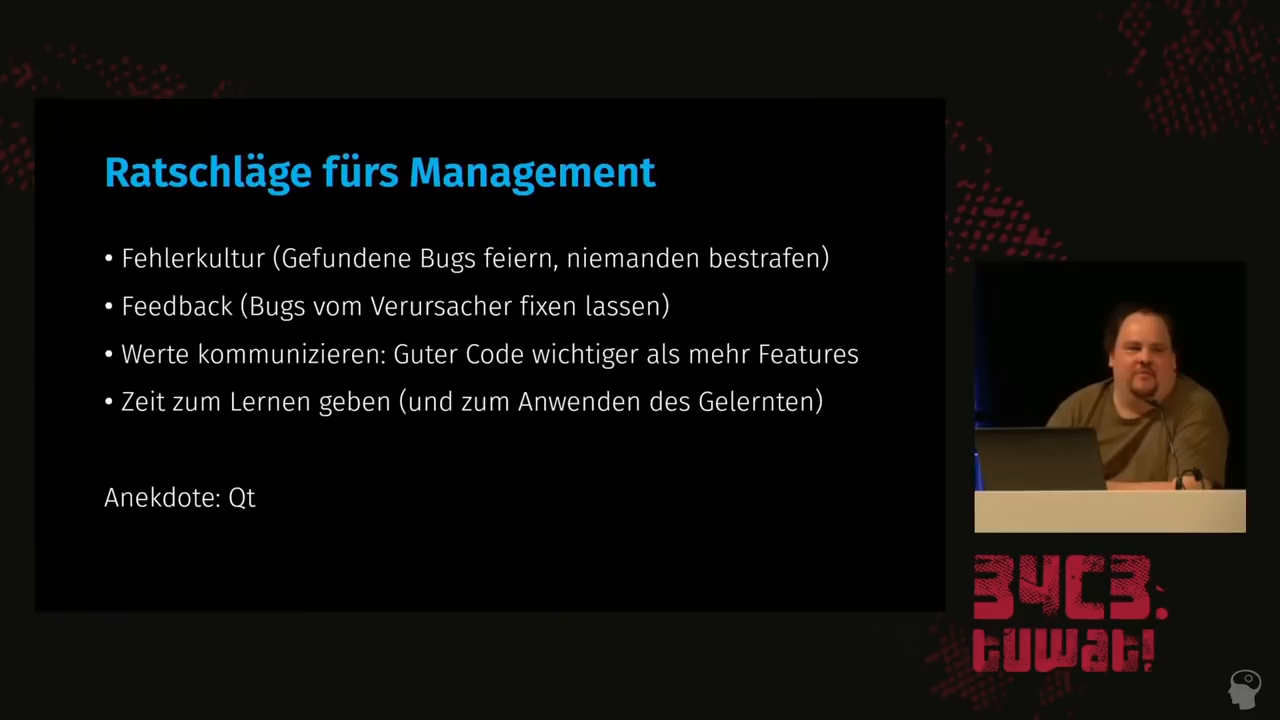 Ratschläge fürs Management
• Fehlerkultur (Gefundene Bugs feiern, niemanden bestrafen)
• Feedback (Bugs vom Verursacher fixen lassen)
• Werte kommunizieren: Guter Code wichtiger als mehr Features
• Zeit zum Lernen geben (und zum Anwenden des Gelernten)
Anekdote: Qt
34C3.
tuwat!